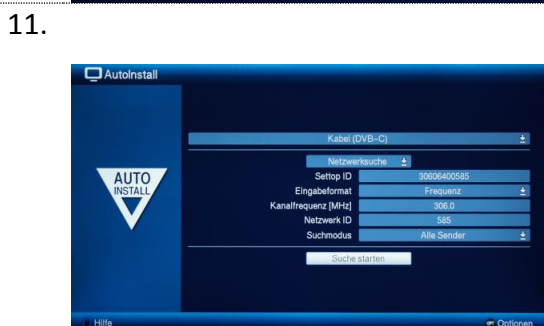 11.
AutoInstall
Kabel (DVB-C)
Netzwerksuche
Settop ID 30606400585
Eingabeformat Frequenz
Kanalfrequenz [MHz] 306.0
Netzwerk ID 585
Suchmodus Alle Sender
Suche starten
AUTO
INSTALL
Hilfe Optionen